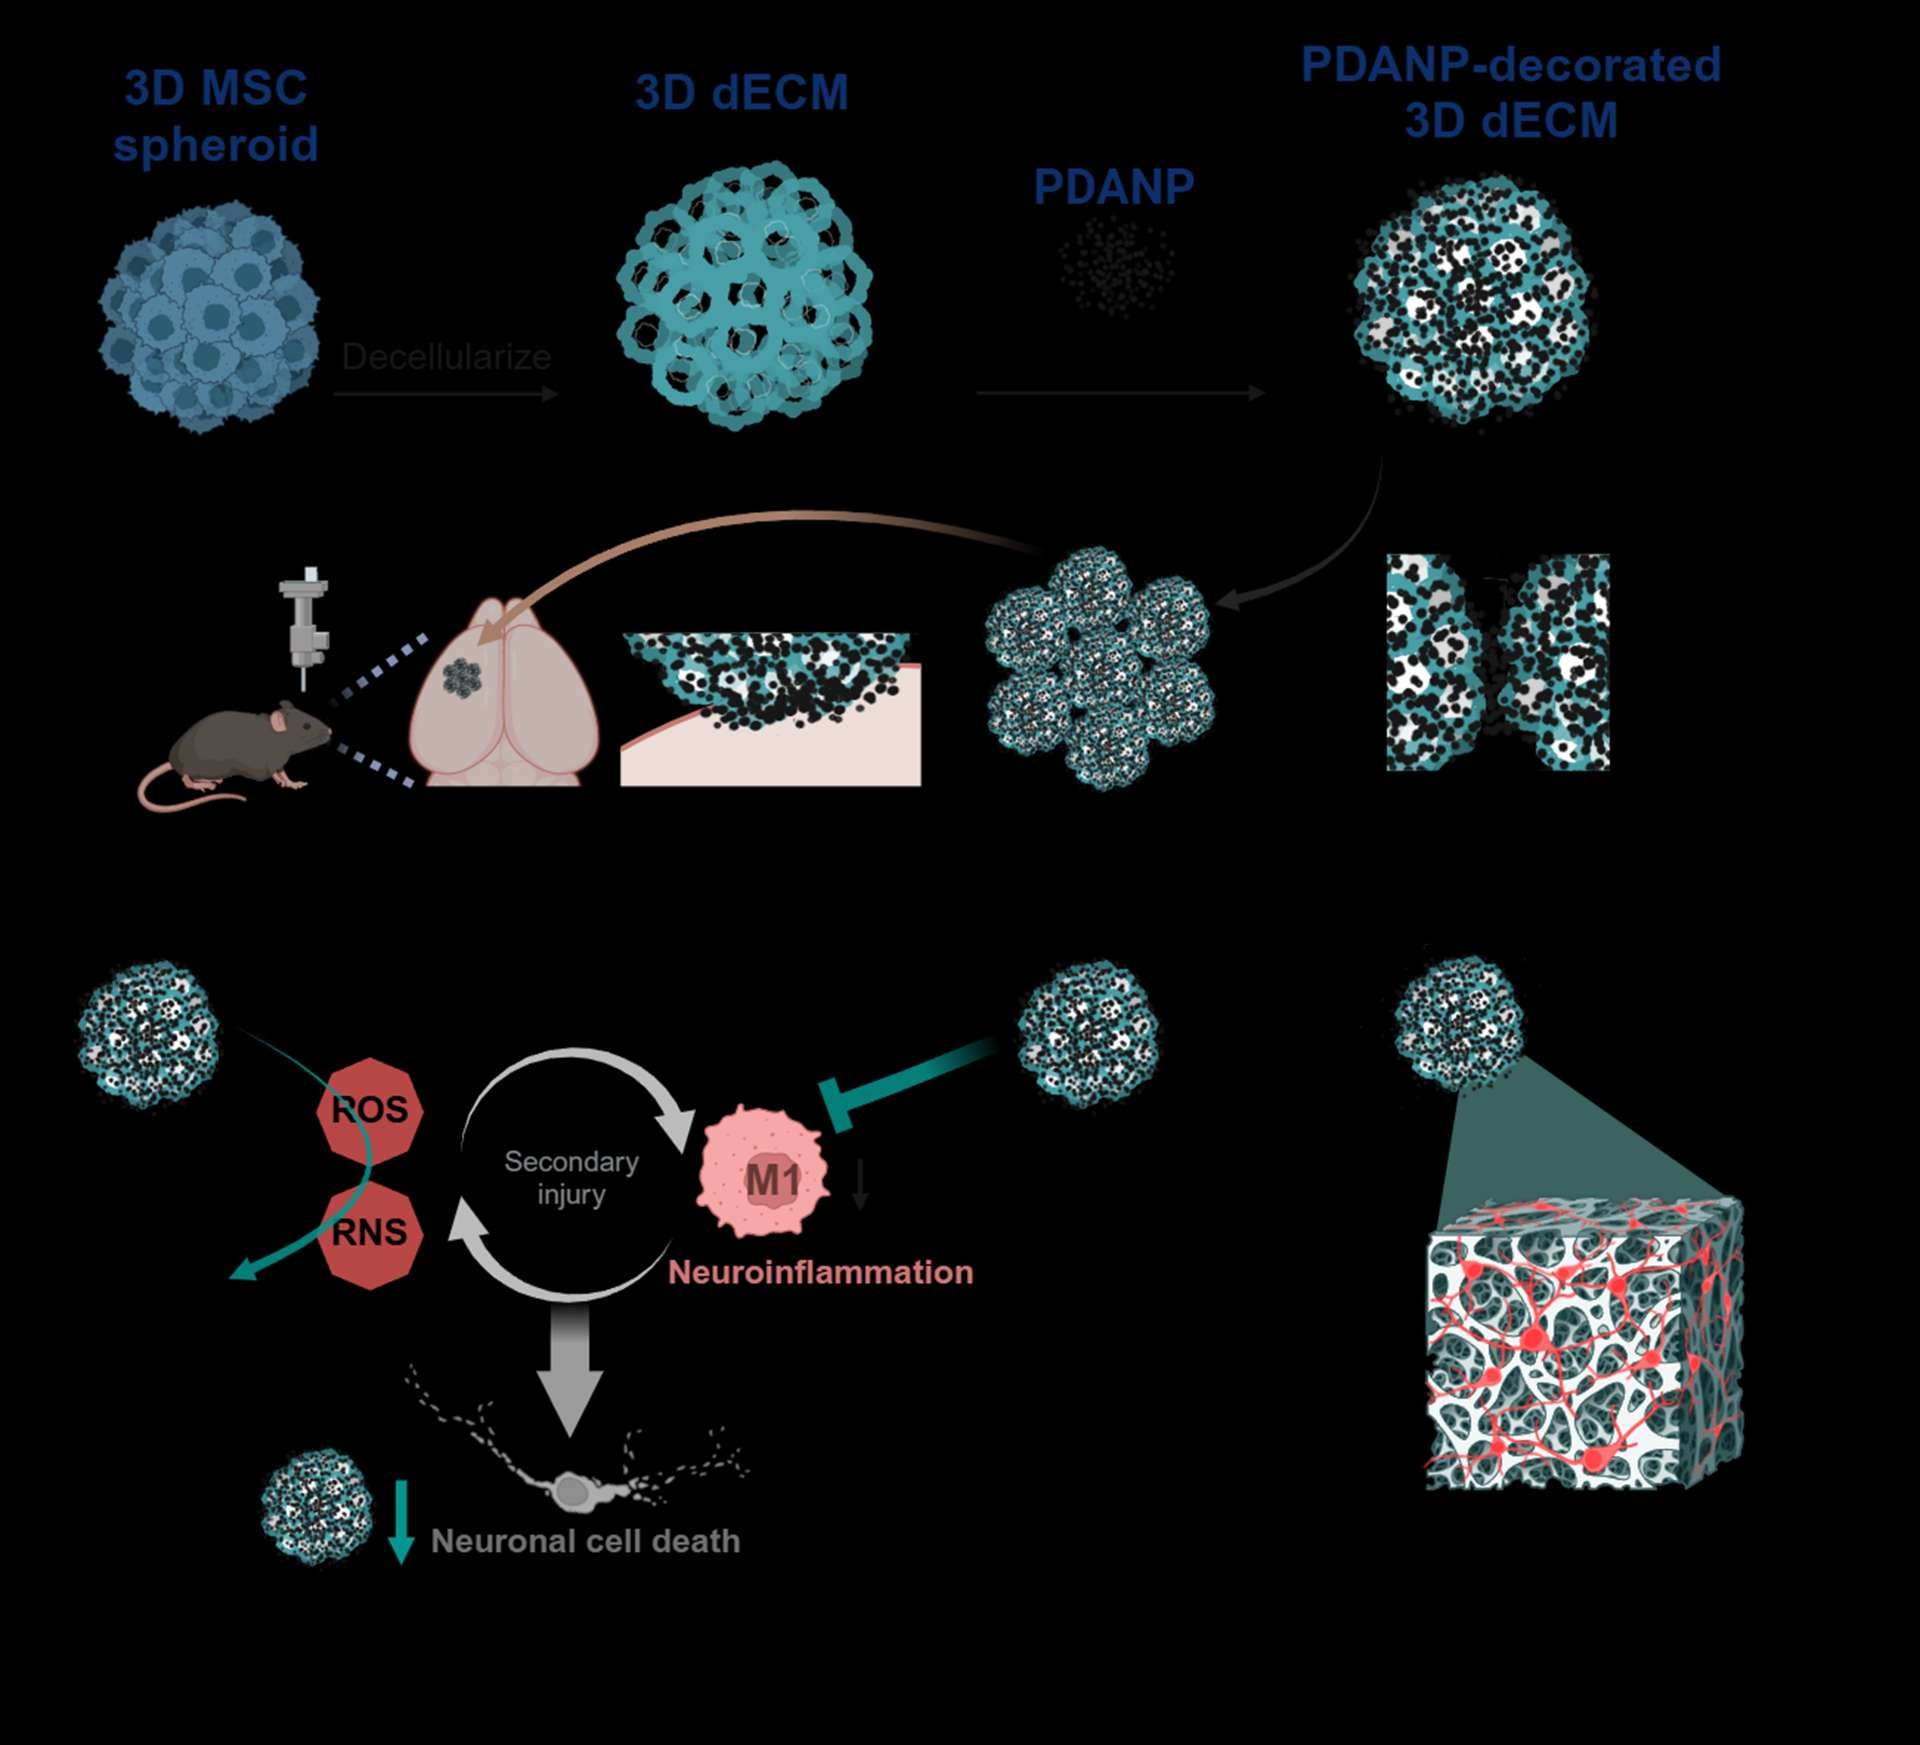 3D MSC
spheroid
3D dECM
PDANP-decorated
3D dECM
PDANP
Decellularize
ROS
RNS
Secondary
injury
M1
Neuroinflammation
Neuronal cell death